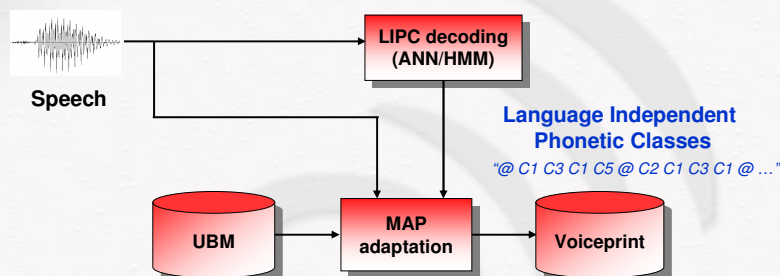 LIPC decoding
(ANN/HMM)
Speech
Language Independent
Phonetic Classes
“@ C1 C3 C1 C5 @ C2 C1 C3 C1 @ …”
UBM
MAP
adaptation
Voiceprint